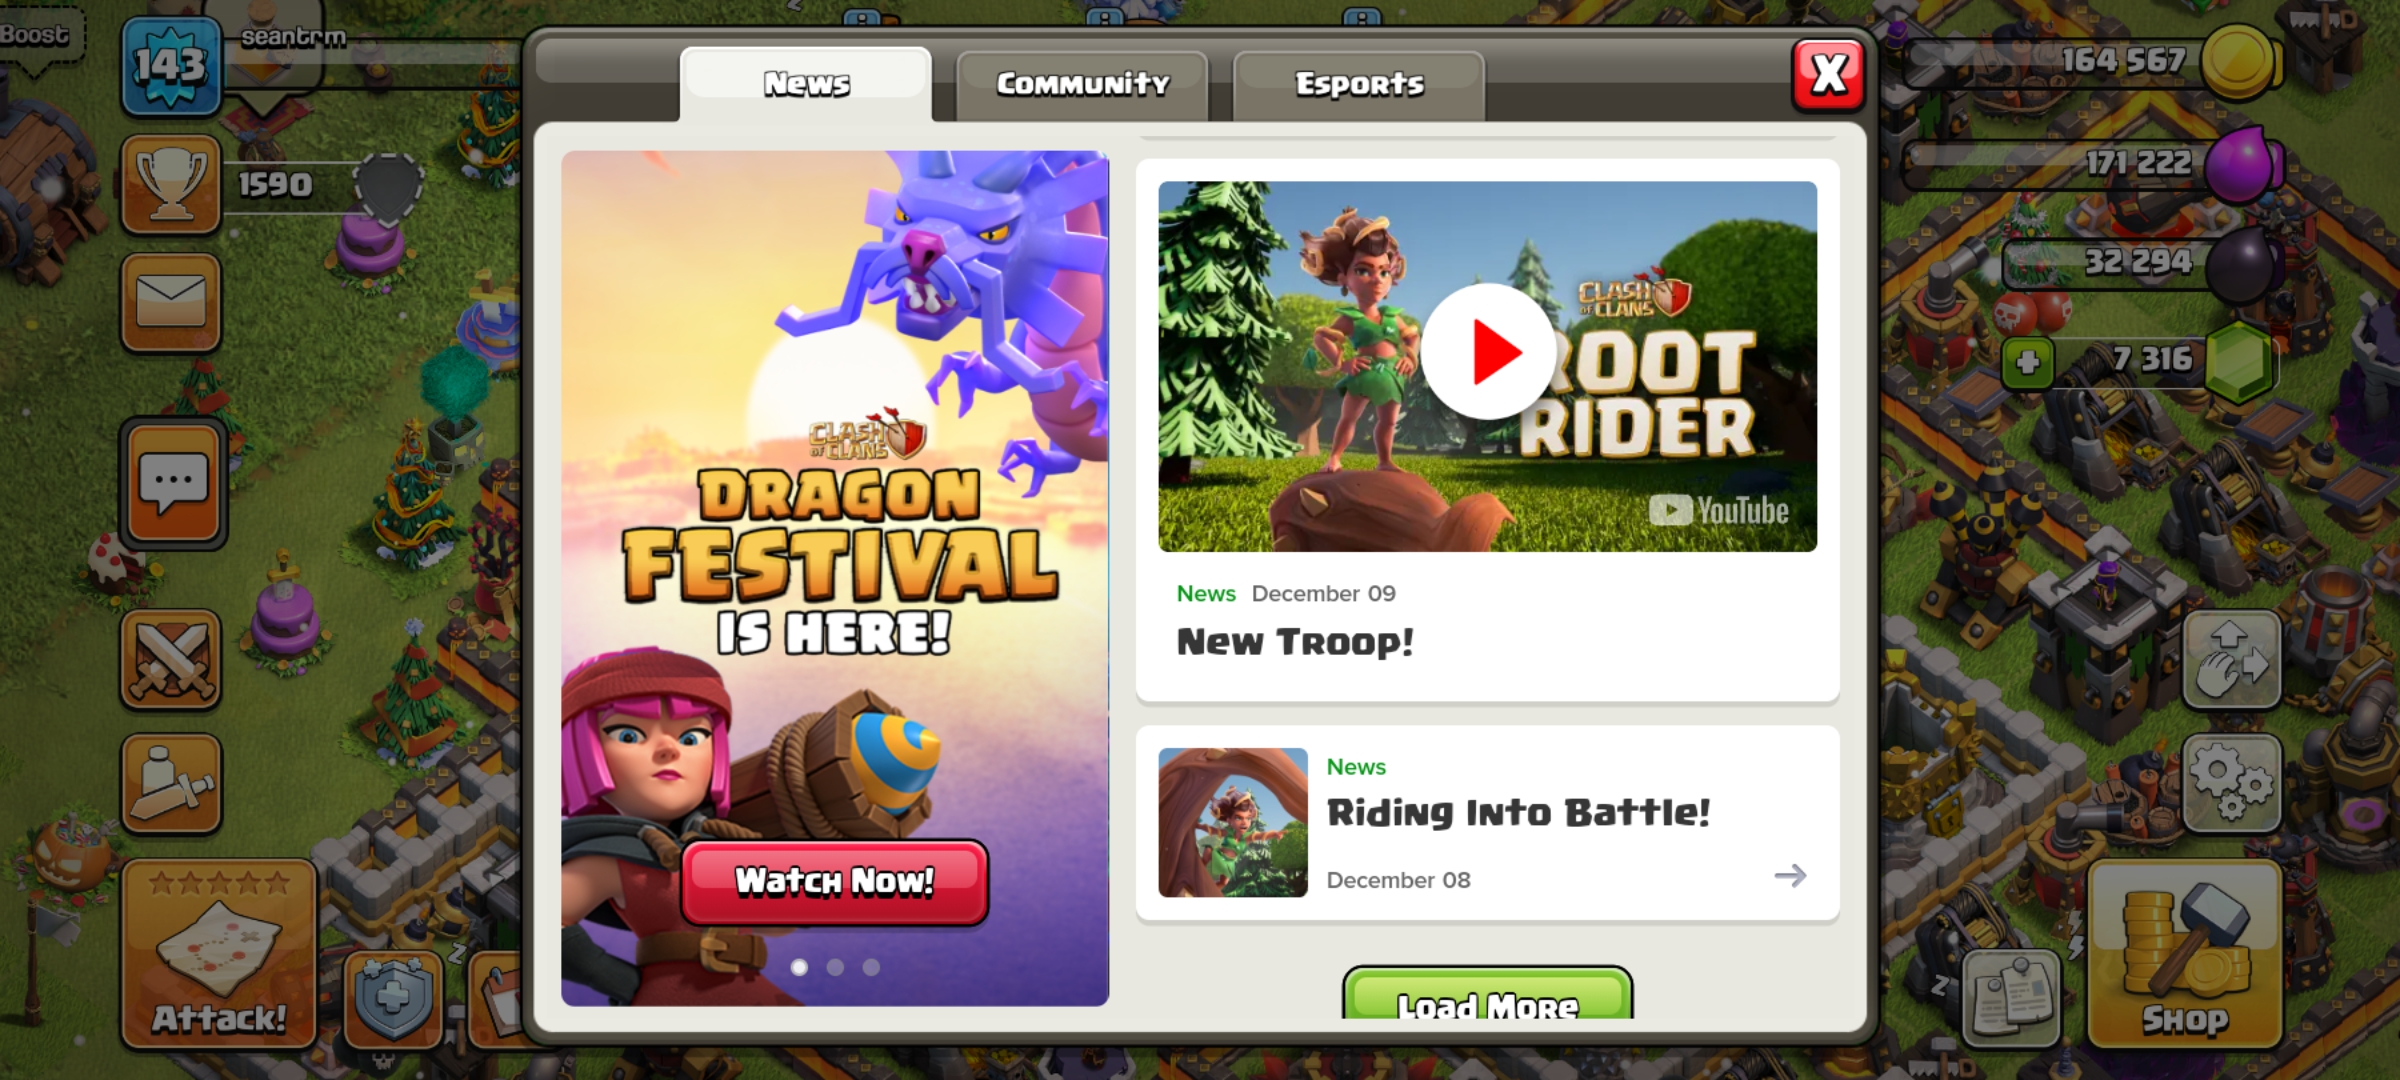 Boost
143
seantrm
1590
Attack!
News
Community
Esports
X
CLASH
OF CLANS
DRAGON
FESTIVAL
IS HERE!
Watch Now!
CLASH
OF CLANS
ROOT
RIDER
YouTube
News December 09
New Troop!
News
Riding Into Battle!
December 08
Load More
164 567
171 222
32 294
7 316
Shop